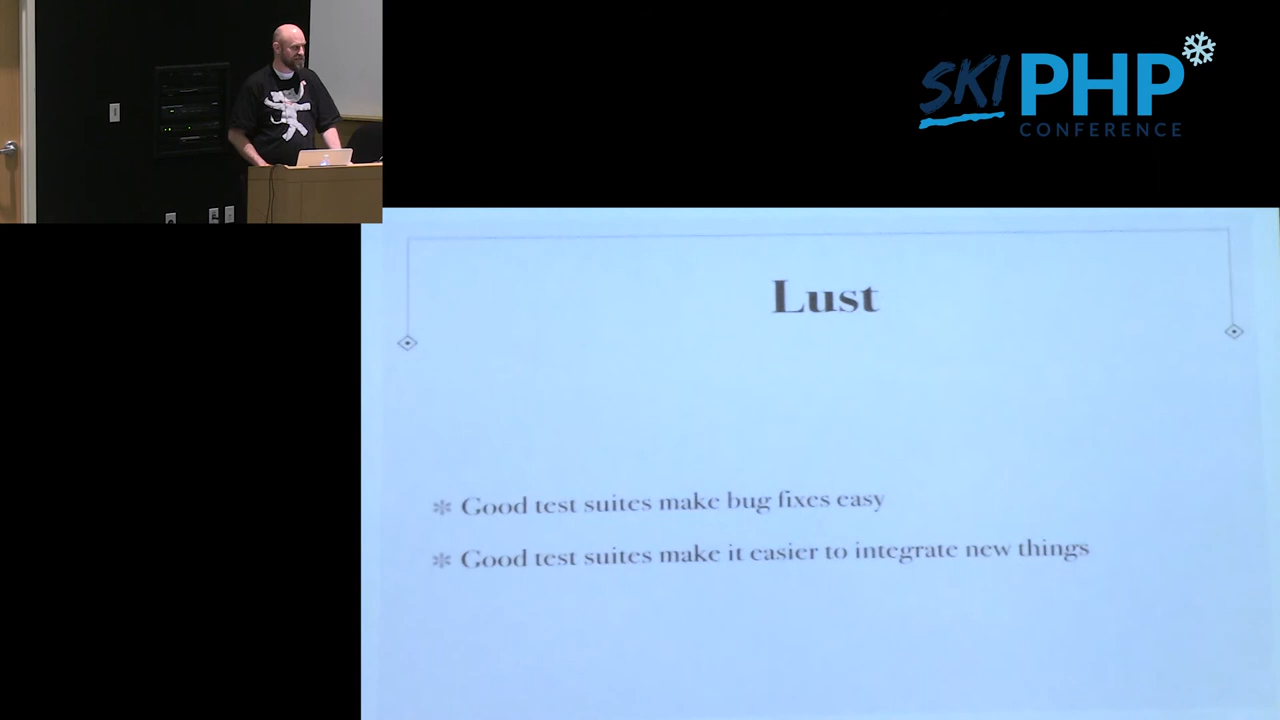 SKI PHP
CONFERENCE
Lust
✻ Good test suites make bug fixes easy
✻ Good test suites make it easier to integrate new things